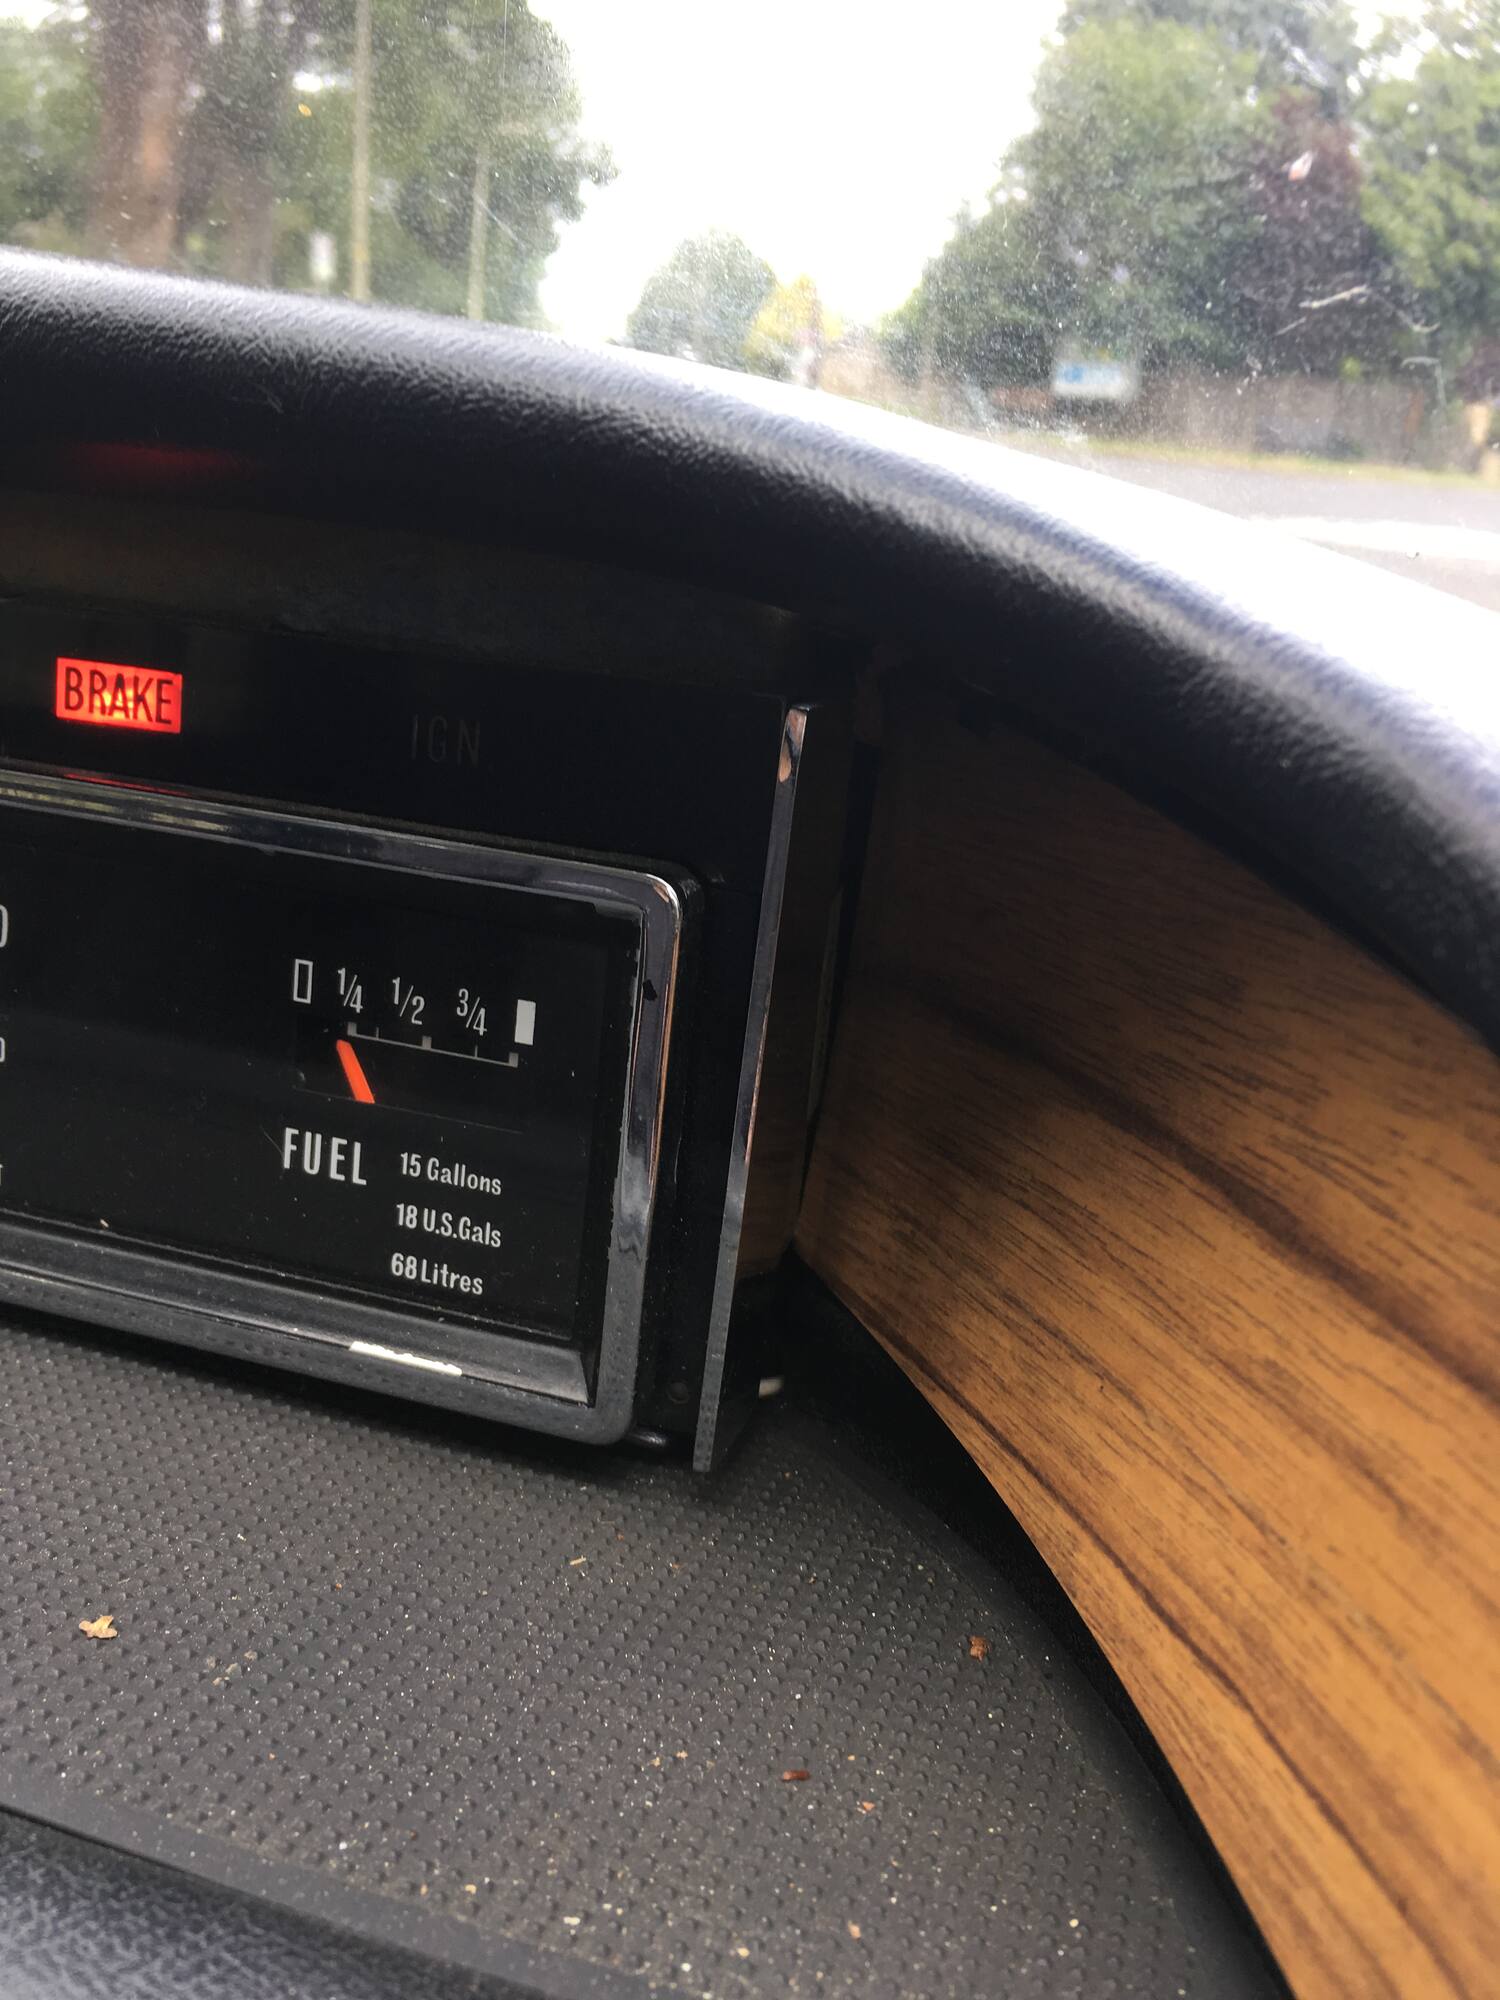 BRAKE
IGN.
1/4 1/2 3/4
FUEL
15 Gallons
18 U.S.Gals
68 Litres